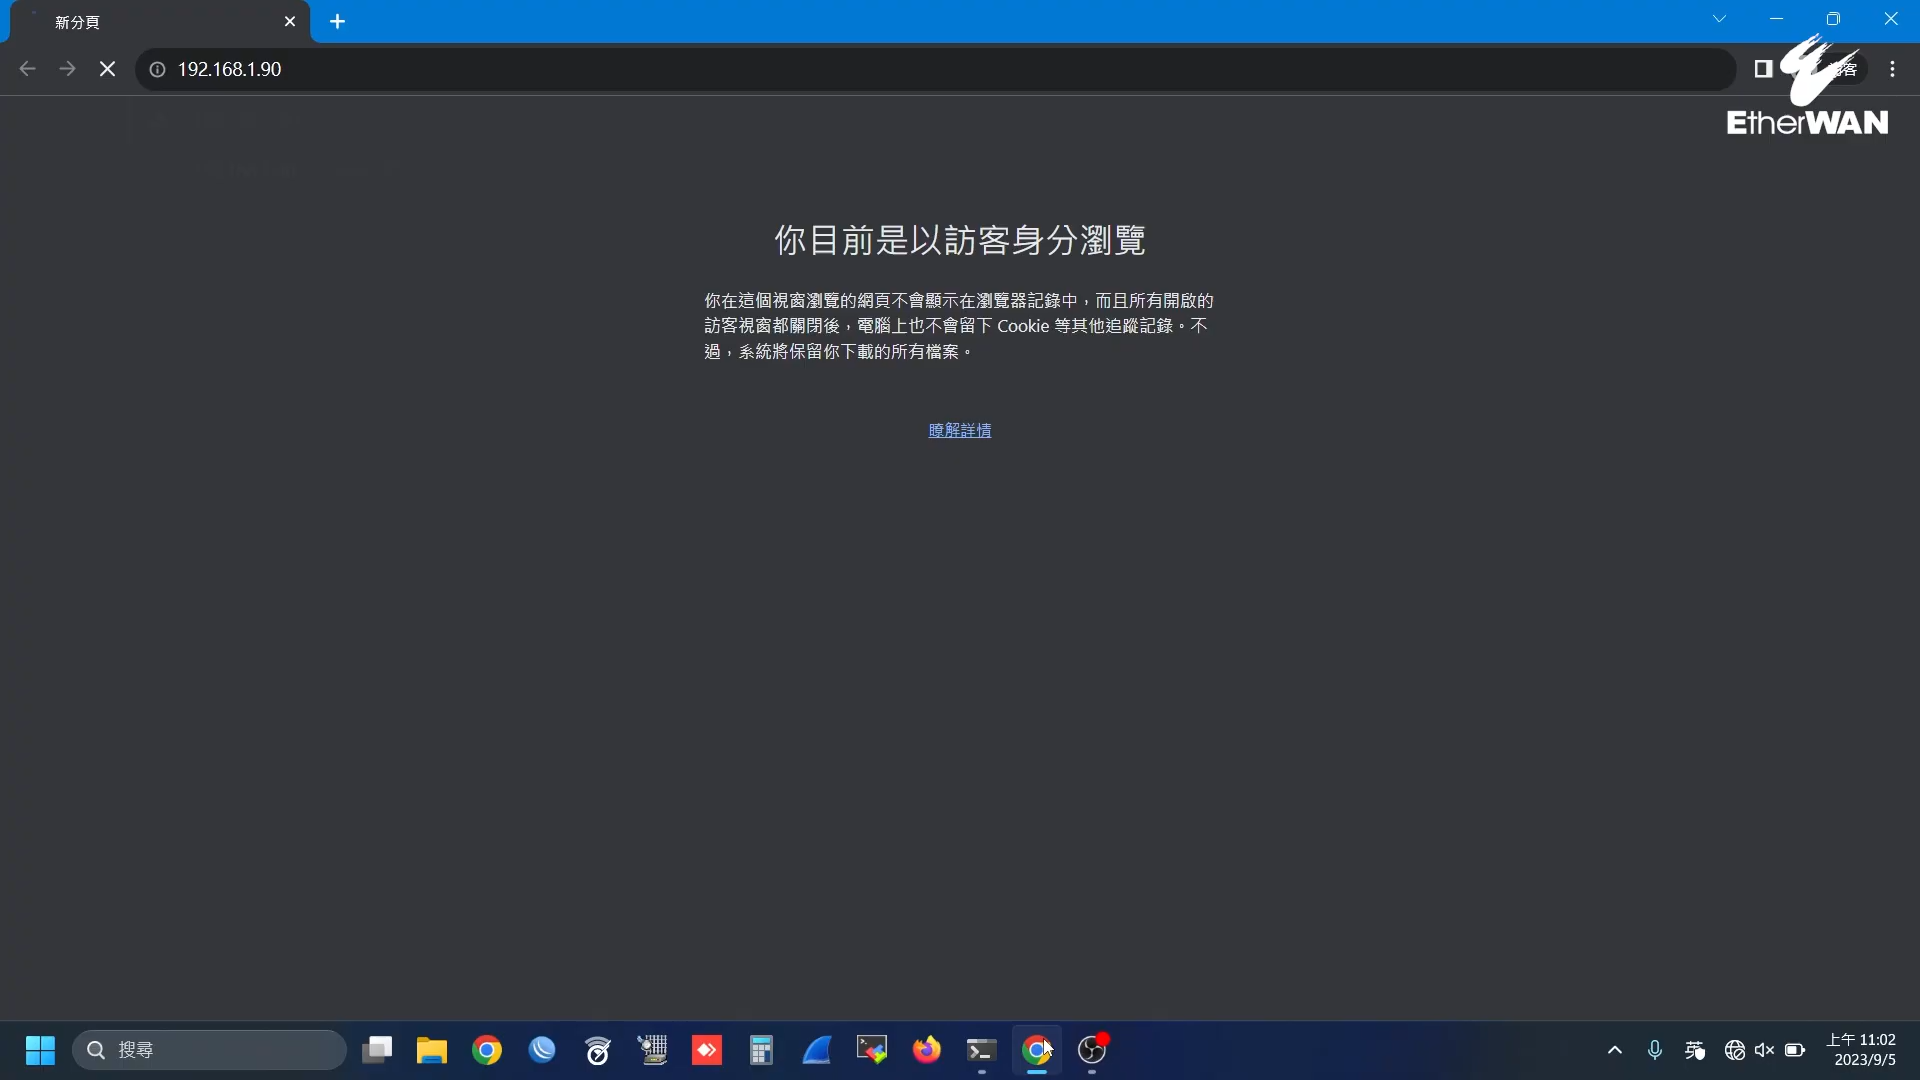 新分頁
192.168.1.90
EtherWAN
你目前是以訪客身分瀏覽
你在這個視窗瀏覽的網頁不會顯示在瀏覽器記錄中，而且所有開啟的
訪客視窗都關閉後，電腦上也不會留下 Cookie 等其他追蹤記錄。不
過，系統將保留你下載的所有檔案。
瞭解詳情
搜尋
英
上午 11:02
2023/9/5